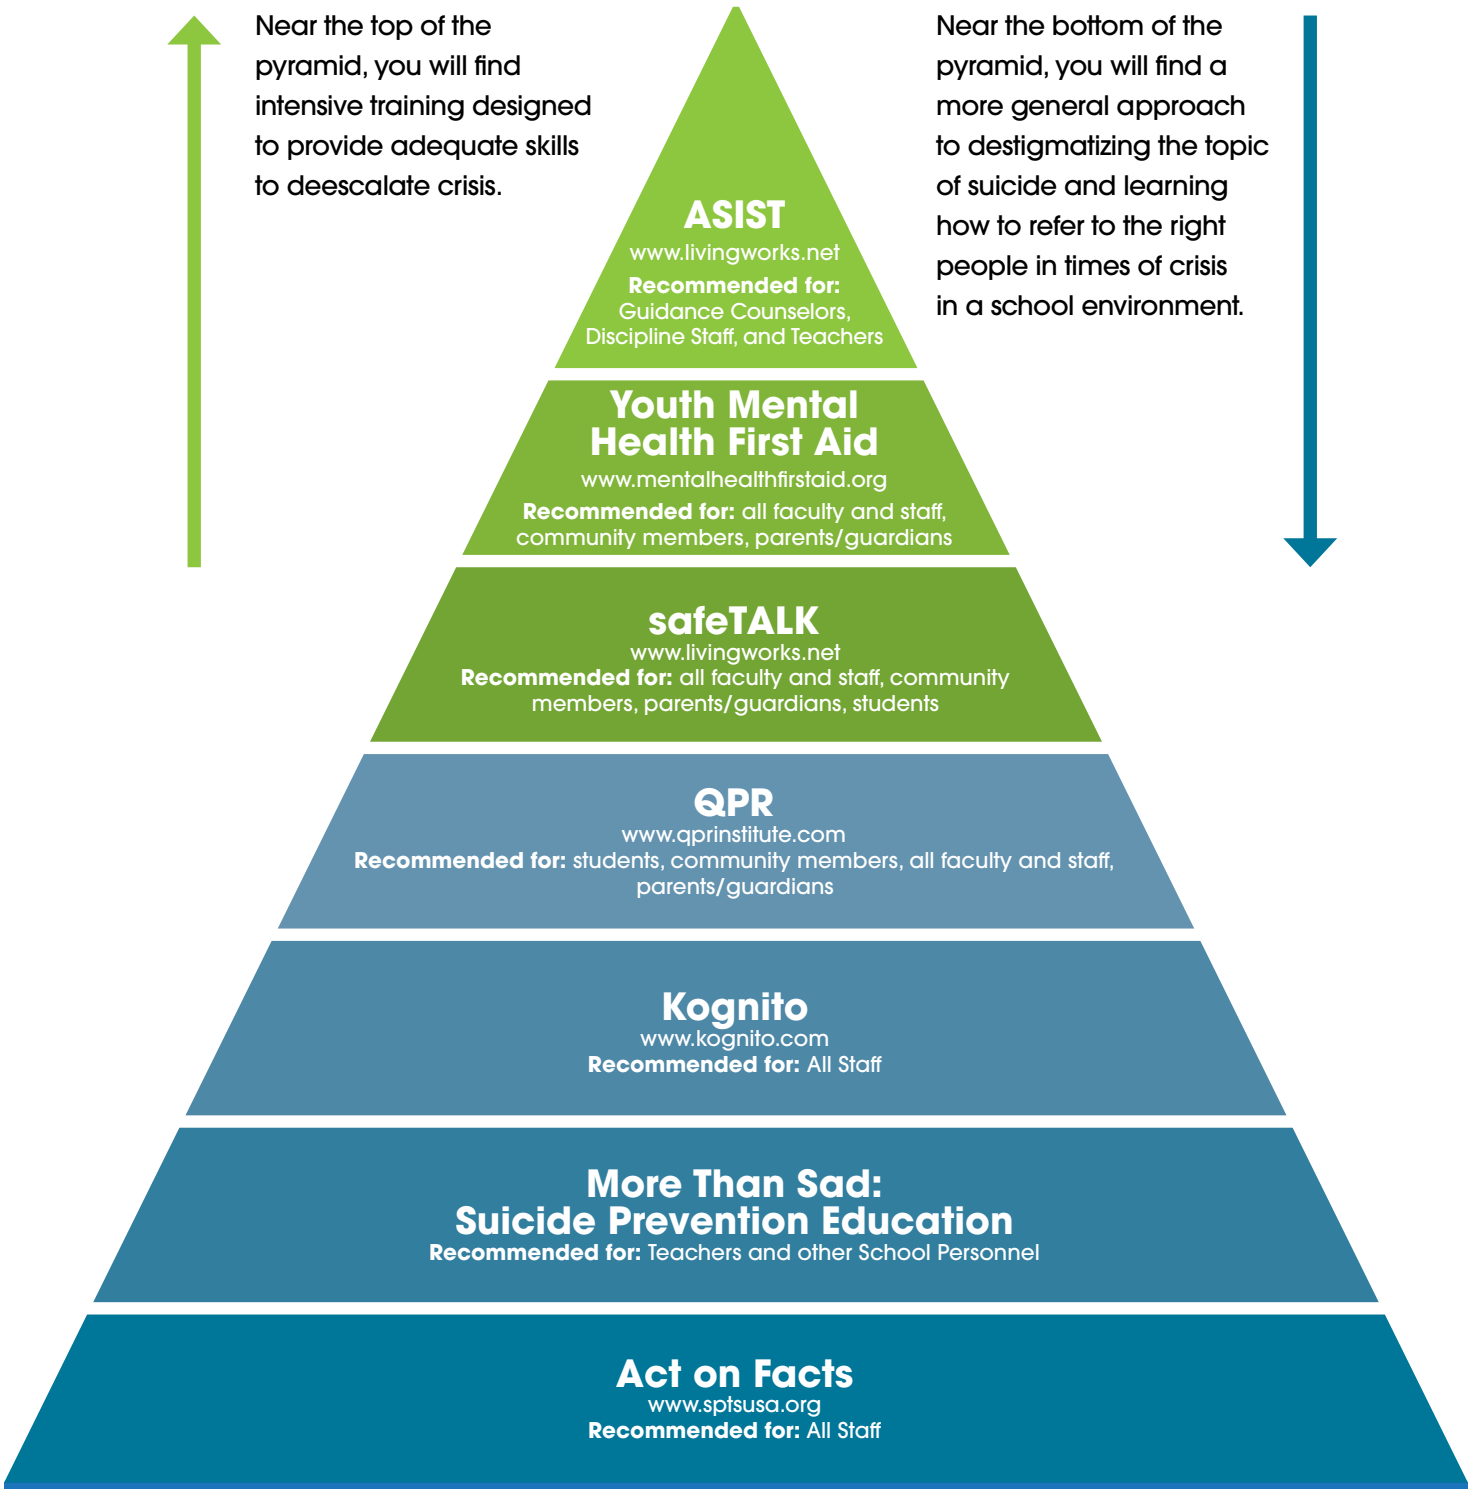 Near the top of the
pyramid, you will find
intensive training designed
to provide adequate skills
to deescalate crisis.
Near the bottom of the
pyramid, you will find a
more general approach
to destigmatizing the topic
of suicide and learning
how to refer to the right
people in times of crisis
in a school environment.
ASIST
www.livingworks.net
Recommended for:
Guidance Counselors,
Discipline Staff, and Teachers
Youth Mental
Health First Aid
www.mentalhealthfirstaid.org
Recommended for: all faculty and staff,
community members, parents/guardians
safeTALK
www.livingworks.net
Recommended for: all faculty and staff, community
members, parents/guardians, students
QPR
www.qprinstitute.com
Recommended for: students, community members, all faculty and staff,
parents/guardians
Kognito
www.kognito.com
Recommended for: All Staff
More Than Sad:
Suicide Prevention Education
Recommended for: Teachers and other School Personnel
Act on Facts
www.sptsusa.org
Recommended for: All Staff